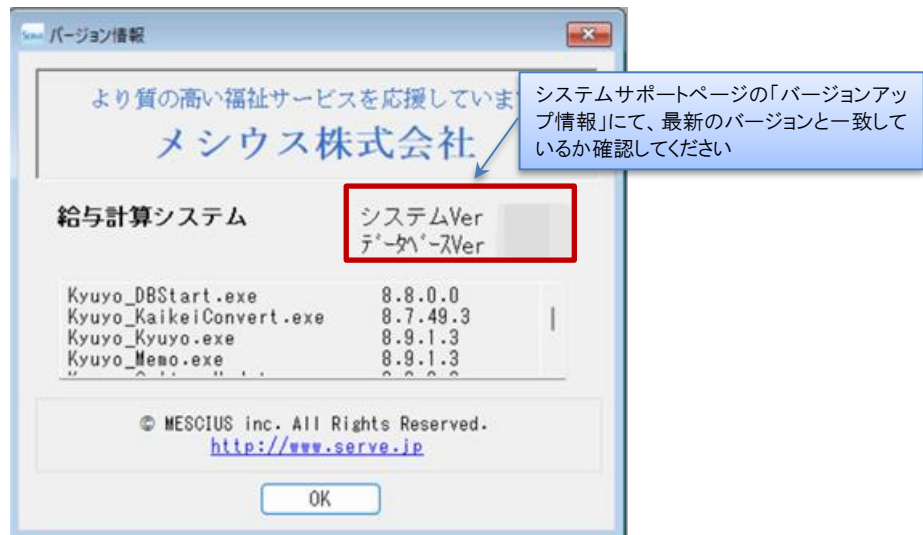 バージョン情報
より質の高い福祉サービスを応援していま
メシウス株式会社
システムサポートページの「バージョンアッ
プ情報」にて、最新のバージョンと一致して
いるか確認してください
給与計算システム
システムVer
ﾃﾞｰﾀﾍﾞｰｽVer
Kyuyo_DBStart.exe 8.8.0.0
Kyuyo_KaikeiConvert.exe 8.7.49.3
Kyuyo_Kyuyo.exe 8.9.1.3
Kyuyo_Memo.exe 8.9.1.3
© MESCIUS inc. All Rights Reserved.
http://www.serve.jp
OK